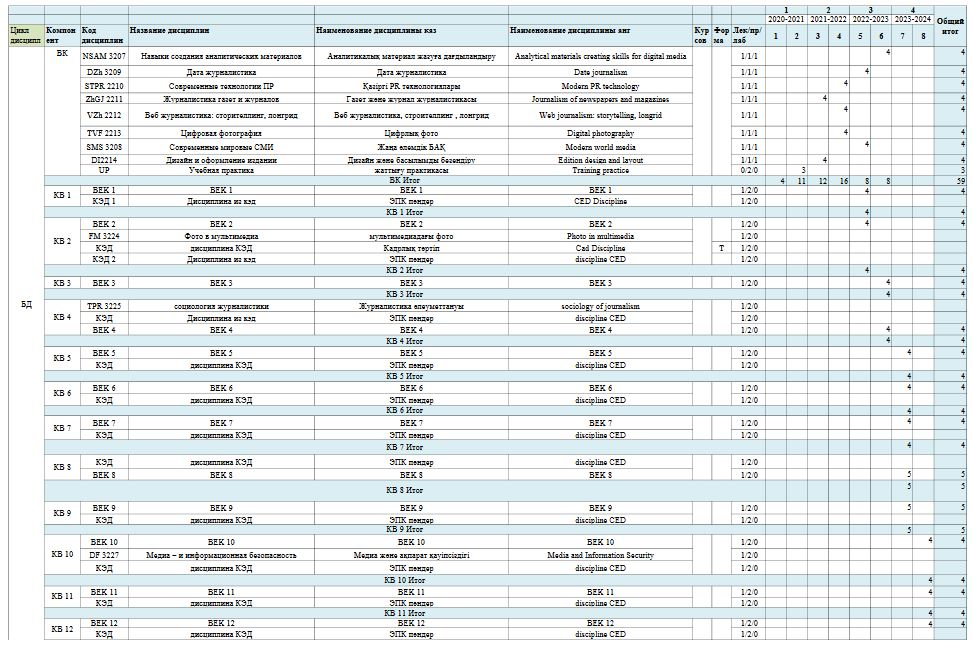 1 2 3 4
2020-2021 2021-2022 2022-2023 2023-2024 Общий итог
Цикл дисципл Компонент Код дисциплин Название дисциплин Наименование дисциплины каз Наименование дисциплины анг Курсов Форма Лек/пр/лаб 1 2 3 4 5 6 7 8
БД
ВК NSAM 3207 Навыки создания аналитических материалов Аналитикалық материал жазуға дағдыландыру Analytical materials creating skills for digital media 1/1/1 4 4
DZh 3209 Дата журналистика Дата журналистика Date journalism 1/1/1 4 4
STPR 2210 Современные технологии ПР Қазіргі PR технологиялары Modern PR technology 1/1/1 4 4
ZhGJ 2211 Журналистика газет и журналов Газет және журнал журналистикасы Journalism of newspapers and magazines 1/1/1 4 4
VZh 2212 Веб журналистика: сторителлинг, лонгрид Веб журналистика, строителлинг , лонгрид Web journalism: storytelling, longrid 1/1/1 4 4
TVF 2213 Цифровая фотография Цифрлық фото Digital photography 1/1/1 4 4
SMS 3208 Современные мировые СМИ Жаңа әлемдік БАҚ Modern world media 1/1/1 4 4
DI2214 Дизайн и оформление издании Дизайн және басылымды безендіру Edition design and layout 1/1/1 4 4
UP Учебная практика жаттығу практикасы Training practice 0/2/0 3 3
ВК Итог 4 11 12 16 8 8 59
КВ 1 ВЕК 1 ВЕК 1 ВЕК 1 ВЕК 1 1/2/0 4 4
КЭД 1 Дисциплина из кэд ЭПК пәндер CED Discipline 1/2/0
КВ 1 Итог 4 4
КВ 2 ВЕК 2 ВЕК 2 ВЕК 2 ВЕК 2 1/2/0 4 4
FM 3224 Фото в мультимедиа мультимедиадағы фото Photo in multimedia 1/2/0
КЭД дисциплина КЭД Кадрлық тәртіп Cad Discipline Т 1/2/0
КЭД 2 Дисциплина из кэд ЭПК пәндер discipline CED 1/2/0
КВ 2 Итог 4 4
КВ 3 ВЕК 3 ВЕК 3 ВЕК 3 ВЕК 3 1/2/0 4 4
КВ 3 Итог 4 4
КВ 4 TPR 3225 социология журналистики Журналистика әлеуметтануы sociology of journalism 1/2/0
КЭД Дисциплина из кэд ЭПК пәндер discipline CED 1/2/0
ВЕК 4 ВЕК 4 ВЕК 4 ВЕК 4 1/2/0 4 4
КВ 4 Итог 4 4
КВ 5 ВЕК 5 ВЕК 5 ВЕК 5 ВЕК 5 1/2/0 4 4
КЭД дисциплина КЭД ЭПК пәндер discipline CED 1/2/0
КВ 5 Итог 4 4
КВ 6 ВЕК 6 ВЕК 6 ВЕК 6 ВЕК 6 1/2/0 4 4
КЭД дисциплина КЭД ЭПК пәндер discipline CED 1/2/0
КВ 6 Итог 4 4
КВ 7 ВЕК 7 ВЕК 7 ВЕК 7 ВЕК 7 1/2/0 4 4
КЭД дисциплина КЭД ЭПК пәндер discipline CED 1/2/0
КВ 7 Итог 4 4
КВ 8 КЭД дисциплина КЭД ЭПК пәндер discipline CED 1/2/0
ВЕК 8 ВЕК 8 ВЕК 8 ВЕК 8 1/2/0 5 5
КВ 8 Итог 5 5
КВ 9 ВЕК 9 ВЕК 9 ВЕК 9 ВЕК 9 1/2/0 5 5
КЭД дисциплина КЭД ЭПК пәндер discipline CED 1/2/0
КВ 9 Итог 5 5
КВ 10 ВЕК 10 ВЕК 10 ВЕК 10 ВЕК 10 1/2/0 4 4
DF 3227 Медиа – и информационная безопасность Медиа және ақпарат қауіпсіздігі Media and Information Security 1/2/0
КЭД дисциплина КЭД ЭПК пәндер discipline CED 1/2/0
КВ 10 Итог 4 4
КВ 11 ВЕК 11 ВЕК 11 ВЕК 11 ВЕК 11 1/2/0 4 4
КЭД дисциплина КЭД ЭПК пәндер discipline CED 1/2/0
КВ 11 Итог 4 4
КВ 12 ВЕК 12 ВЕК 12 ВЕК 12 ВЕК 12 1/2/0 4 4
КЭД дисциплина КЭД ЭПК пәндер discipline CED 1/2/0